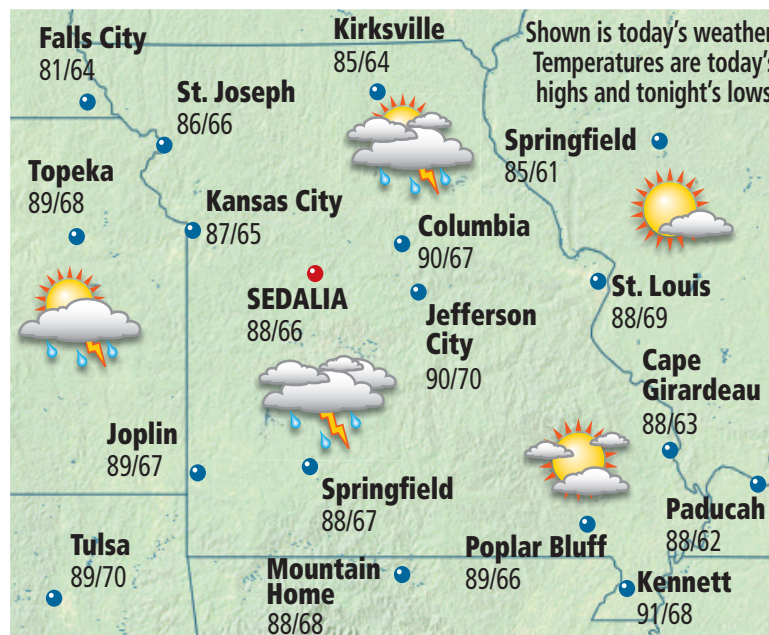 Falls City
81/64
Kirksville
85/64
Shown is today's weather
Temperatures are today's
highs and tonight's lows
St. Joseph
86/66
Springfield
85/61
Topeka
89/68
Kansas City
87/65
Columbia
90/67
SEDALIA
88/66
Jefferson
City
90/70
St. Louis
88/69
Cape
Girardeau
88/63
Joplin
89/67
Springfield
88/67
Paducah
88/62
Tulsa
89/70
Mountain
Home
88/68
Poplar Bluff
89/66
Kennett
91/68